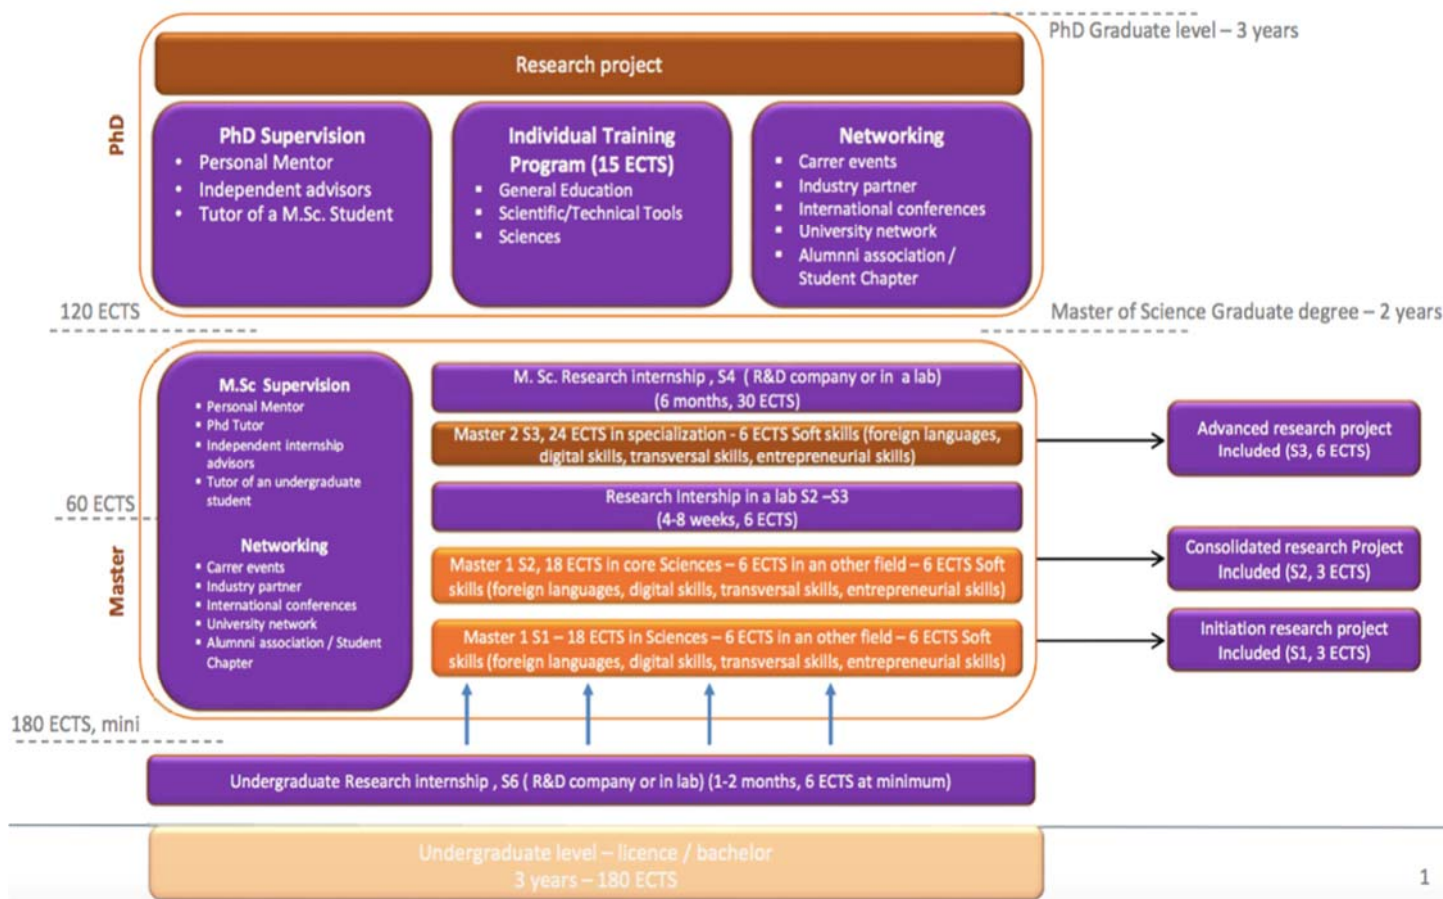 PhD Graduate level – 3 years
Research project
PhD
PhD Supervision
• Personal Mentor
• Independent advisors
• Tutor of a M.Sc. Student
Individual Training
Program (15 ECTS)
▪ General Education
▪ Scientific/Technical Tools
▪ Sciences
Networking
▪ Carrer events
▪ Industry partner
▪ International conferences
▪ University network
▪ Alumnni association /
Student Chapter
120 ECTS
Master of Science Graduate degree – 2 years
Master
M.Sc Supervision
▪ Personal Mentor
▪ Phd Tutor
▪ Independent internship
advisors
▪ Tutor of an undergraduate
student
60 ECTS
Networking
▪ Carrer events
▪ Industry partner
▪ International conferences
▪ University network
▪ Alumnni association / Student
Chapter
M. Sc. Research internship , S4 ( R&D company or in a lab)
(6 months, 30 ECTS)
Master 2 S3, 24 ECTS in specialization - 6 ECTS Soft skills (foreign languages,
digital skills, transversal skills, entrepreneurial skills)
Advanced research project
Included (S3, 6 ECTS)
Research Intership in a lab S2 –S3
(4-8 weeks, 6 ECTS)
Master 1 S2, 18 ECTS in core Sciences – 6 ECTS in an other field – 6 ECTS Soft
skills (foreign languages, digital skills, transversal skills, entrepreneurial skills)
Consolidated research Project
Included (S2, 3 ECTS)
Master 1 S1 – 18 ECTS in Sciences – 6 ECTS in an other field – 6 ECTS Soft
skills (foreign languages, digital skills, transversal skills, entrepreneurial skills)
Initiation research project
Included (S1, 3 ECTS)
180 ECTS, mini
Undergraduate Research internship , S6 ( R&D company or in lab) (1-2 months, 6 ECTS at minimum)
Undergraduate level – licence / bachelor
3 years – 180 ECTS
1